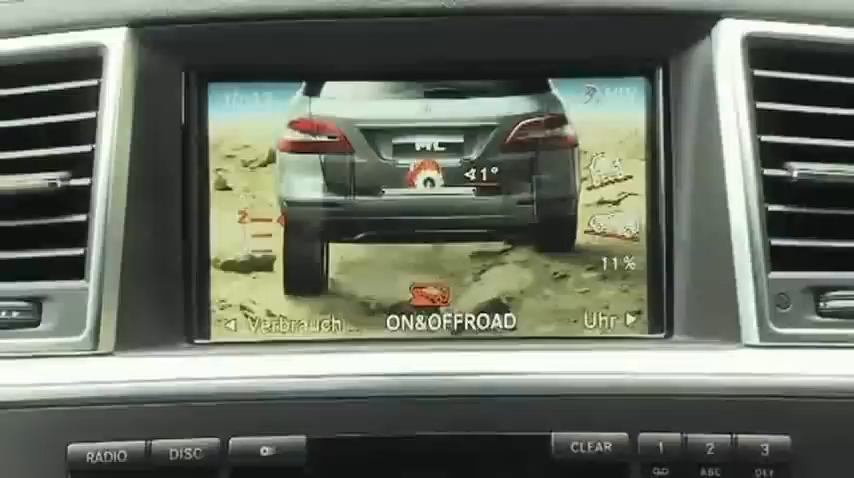 ML
∢1°
2
11%
◄ Verbrauch
ON&OFFROAD
Uhr ►
RADIO
DISC
CLEAR
1
2
3
ABC
DEF